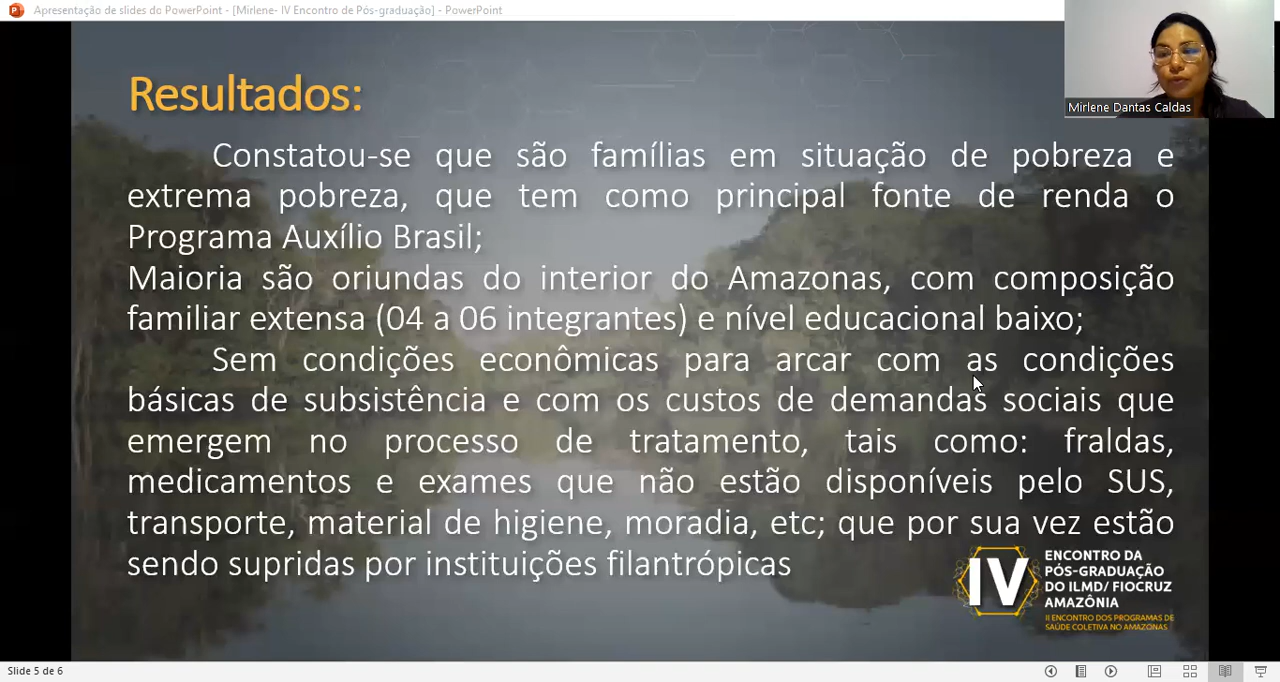 Apresentação de slides do PowerPoint - [Mirlene- IV Encontro de Pós-graduação] - PowerPoint
Mirlene Dantas Caldas
Resultados:
Constatou-se que são famílias em situação de pobreza e
extrema pobreza, que tem como principal fonte de renda o
Programa Auxílio Brasil;
Maioria são oriundas do interior do Amazonas, com composição
familiar extensa (04 a 06 integrantes) e nível educacional baixo;
Sem condições econômicas para arcar com as condições
básicas de subsistência e com os custos de demandas sociais que
emergem no processo de tratamento, tais como: fraldas,
medicamentos e exames que não estão disponíveis pelo SUS,
transporte, material de higiene, moradia, etc; que por sua vez estão
sendo supridas por instituições filantrópicas
IV
ENCONTRO DA
PÓS-GRADUAÇÃO
DO ILMD/ FIOCRUZ
AMAZÔNIA
II ENCONTRO DOS PROGRAMAS DE
SAÚDE COLETIVA NO AMAZONAS
Slide 5 de 6